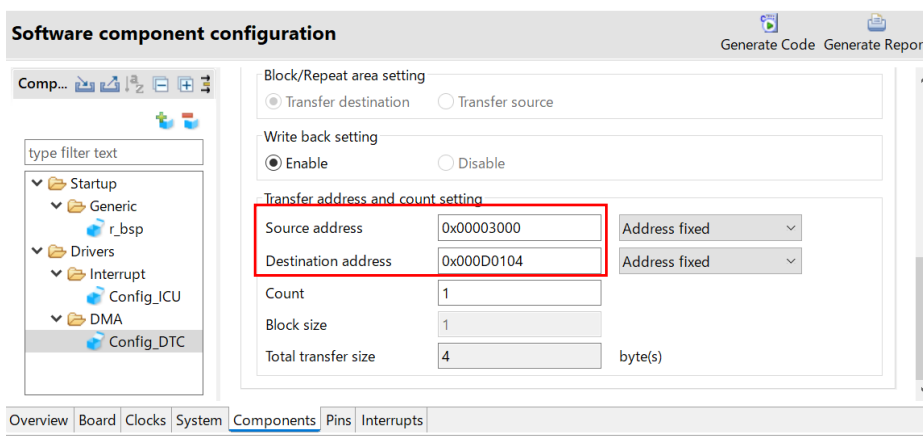 Software component configuration
Generate Code Generate Repor
Comp...
type filter text
Startup
Generic
r_bsp
Drivers
Interrupt
Config_ICU
DMA
Config_DTC
Block/Repeat area setting
Transfer destination Transfer source
Write back setting
Enable Disable
Transfer address and count setting
Source address 0x00003000 Address fixed
Destination address 0x000D0104 Address fixed
Count 1
Block size 1
Total transfer size 4 byte(s)
Overview Board Clocks System Components Pins Interrupts